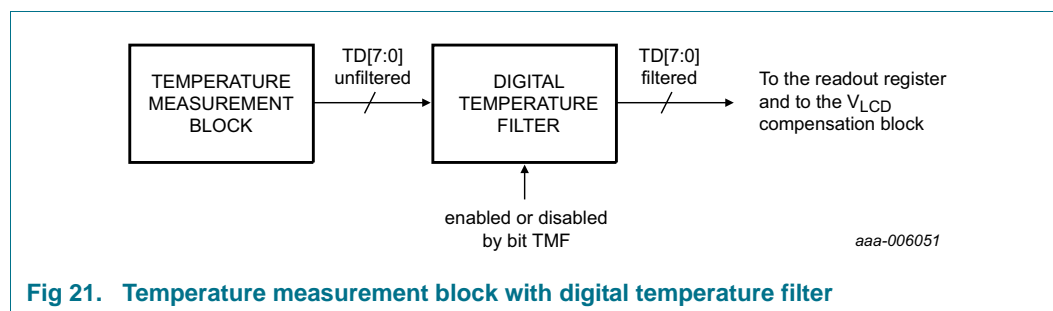 TEMPERATURE
MEASUREMENT
BLOCK
TD[7:0]
unfiltered
DIGITAL
TEMPERATURE
FILTER
TD[7:0]
filtered
To the readout register
and to the VLCD
compensation block
enabled or disabled
by bit TMF
aaa-006051
Fig 21. Temperature measurement block with digital temperature filter